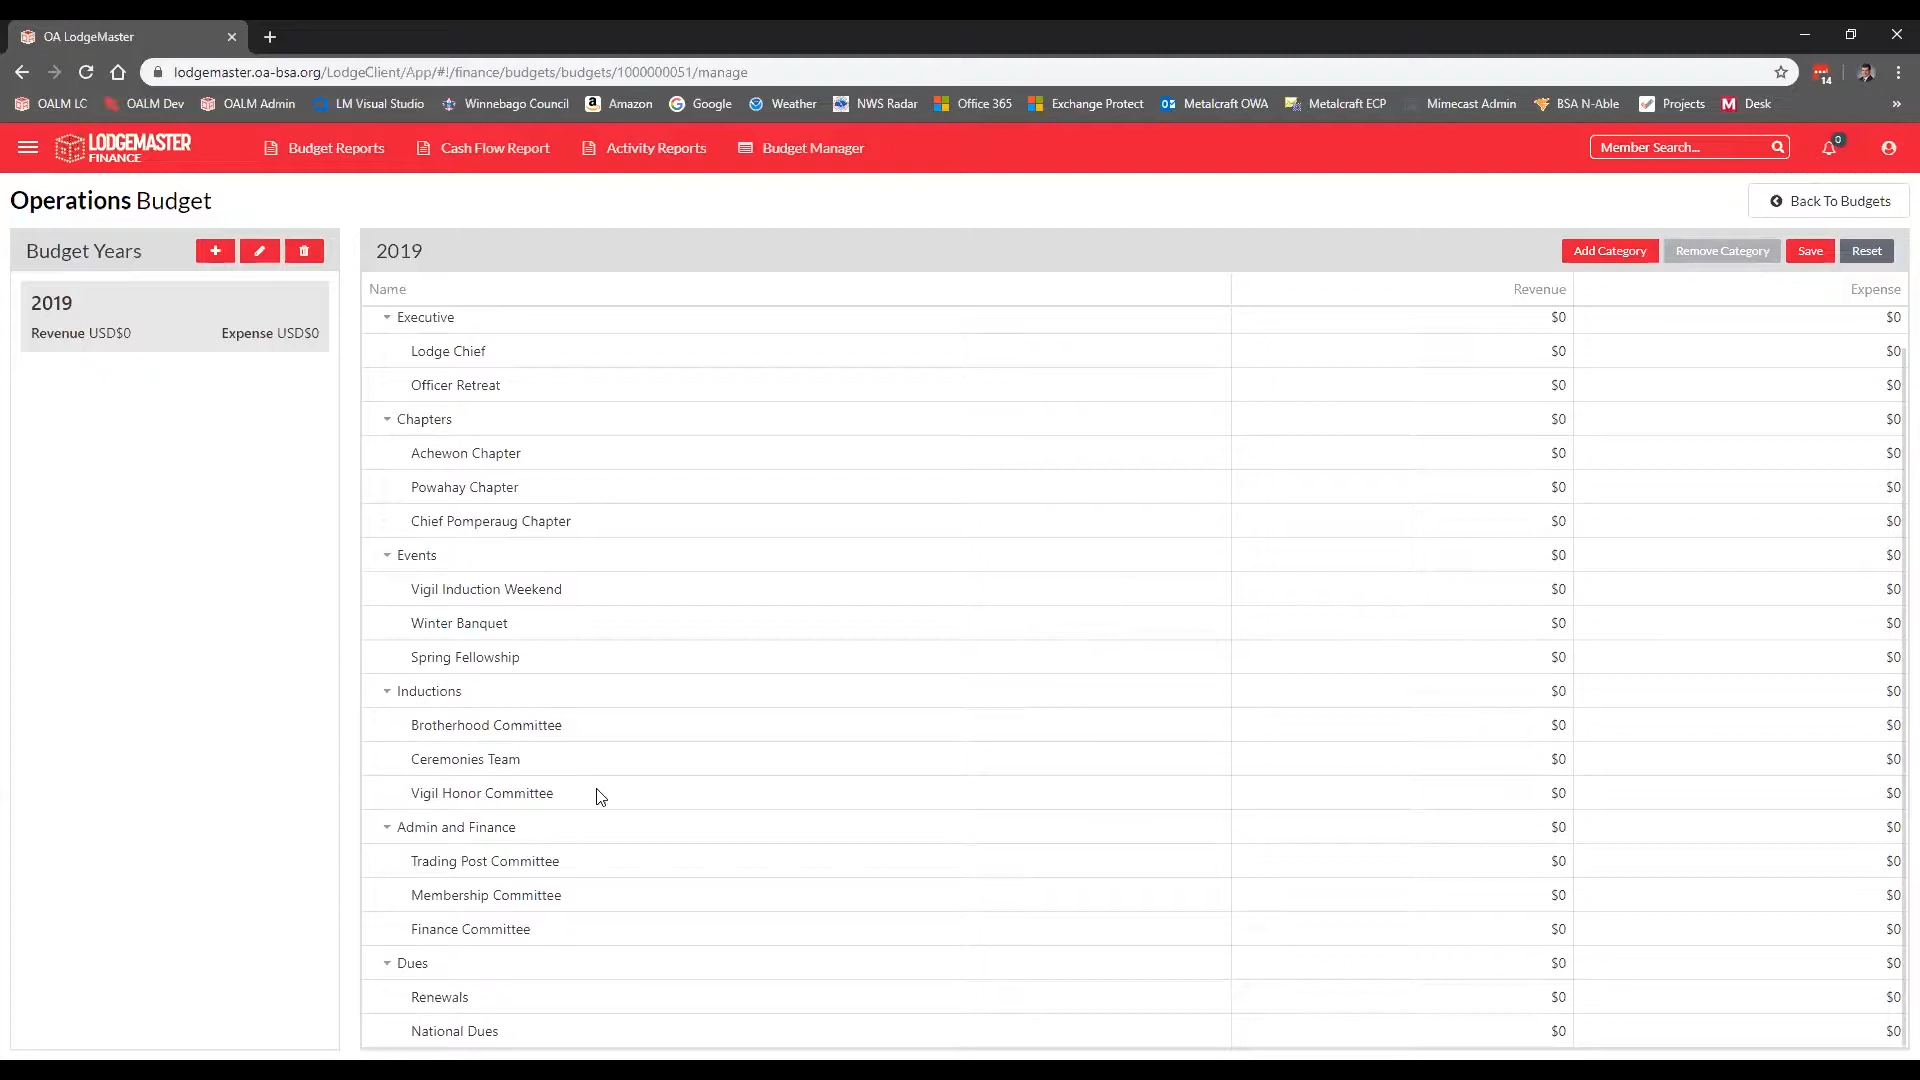 OA LodgeMaster
lodgemaster.oa-bsa.org/LodgeClient/App/#!/finance/budgets/budgets/1000000051/manage
14
OALM LC OALM Dev OALM Admin LM Visual Studio Winnebago Council Amazon Google Weather NWS Radar Office 365 Exchange Protect Metalcraft OWA Metalcraft ECP Mimecast Admin BSA N-Able Projects Desk »
LODGEMASTER
FINANCE
Budget Reports Cash Flow Report Activity Reports Budget Manager Member Search... 0
Operations Budget
Back To Budgets
Budget Years
2019
Revenue USD$0 Expense USD$0
2019 Add Category Remove Category Save Reset
Name Revenue Expense
Executive $0 $0
Lodge Chief $0 $0
Officer Retreat $0 $0
Chapters $0 $0
Achewon Chapter $0 $0
Powahay Chapter $0 $0
Chief Pomperaug Chapter $0 $0
Events $0 $0
Vigil Induction Weekend $0 $0
Winter Banquet $0 $0
Spring Fellowship $0 $0
Inductions $0 $0
Brotherhood Committee $0 $0
Ceremonies Team $0 $0
Vigil Honor Committee $0 $0
Admin and Finance $0 $0
Trading Post Committee $0 $0
Membership Committee $0 $0
Finance Committee $0 $0
Dues $0 $0
Renewals $0 $0
National Dues $0 $0